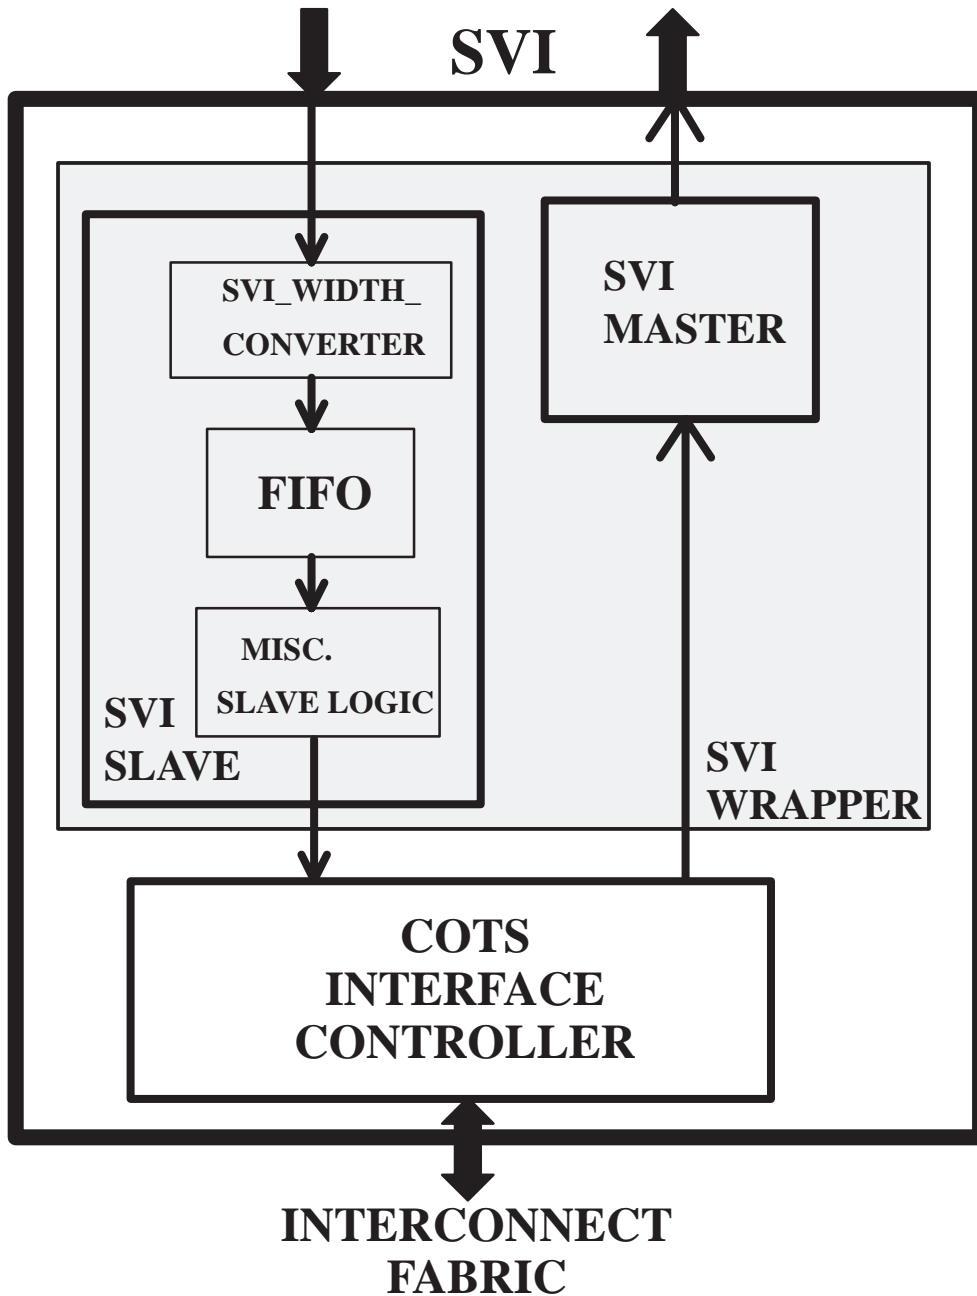 SVI
SVI_WIDTH_
CONVERTER
FIFO
MISC.
SLAVE LOGIC
SVI
SLAVE
SVI
MASTER
SVI
WRAPPER
COTS
INTERFACE
CONTROLLER
INTERCONNECT
FABRIC